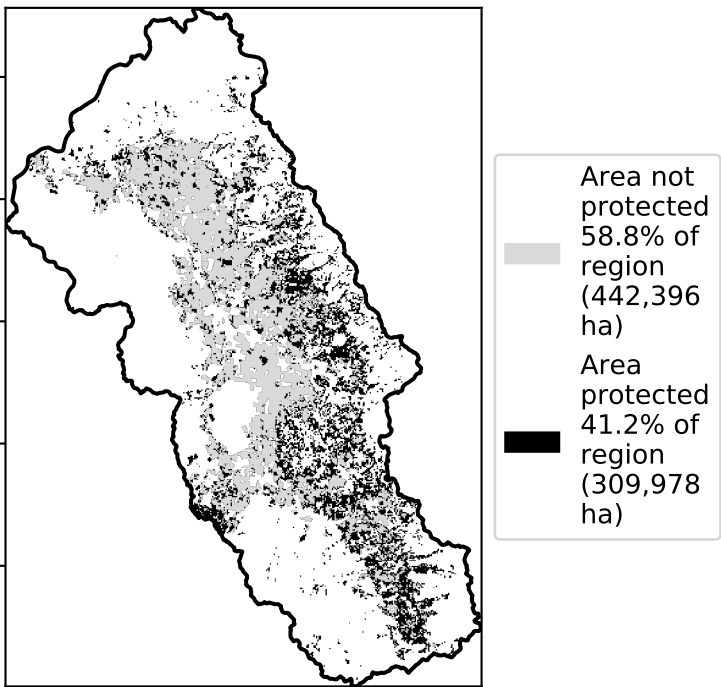 Area not
protected
58.8% of
region
(442,396
ha)
Area
protected
41.2% of
region
(309,978
ha)